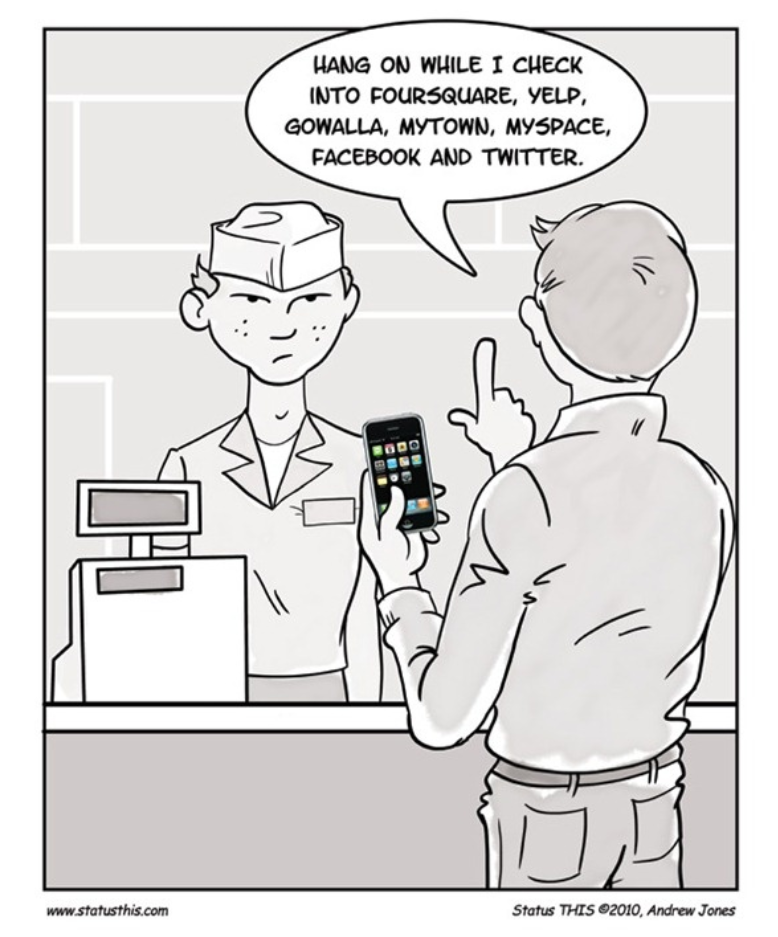 HANG ON WHILE I CHECK
INTO FOURSQUARE, YELP,
GOWALLA, MYTOWN, MYSPACE,
FACEBOOK AND TWITTER.
www.statusthis.com
Status THIS ©2010, Andrew Jones